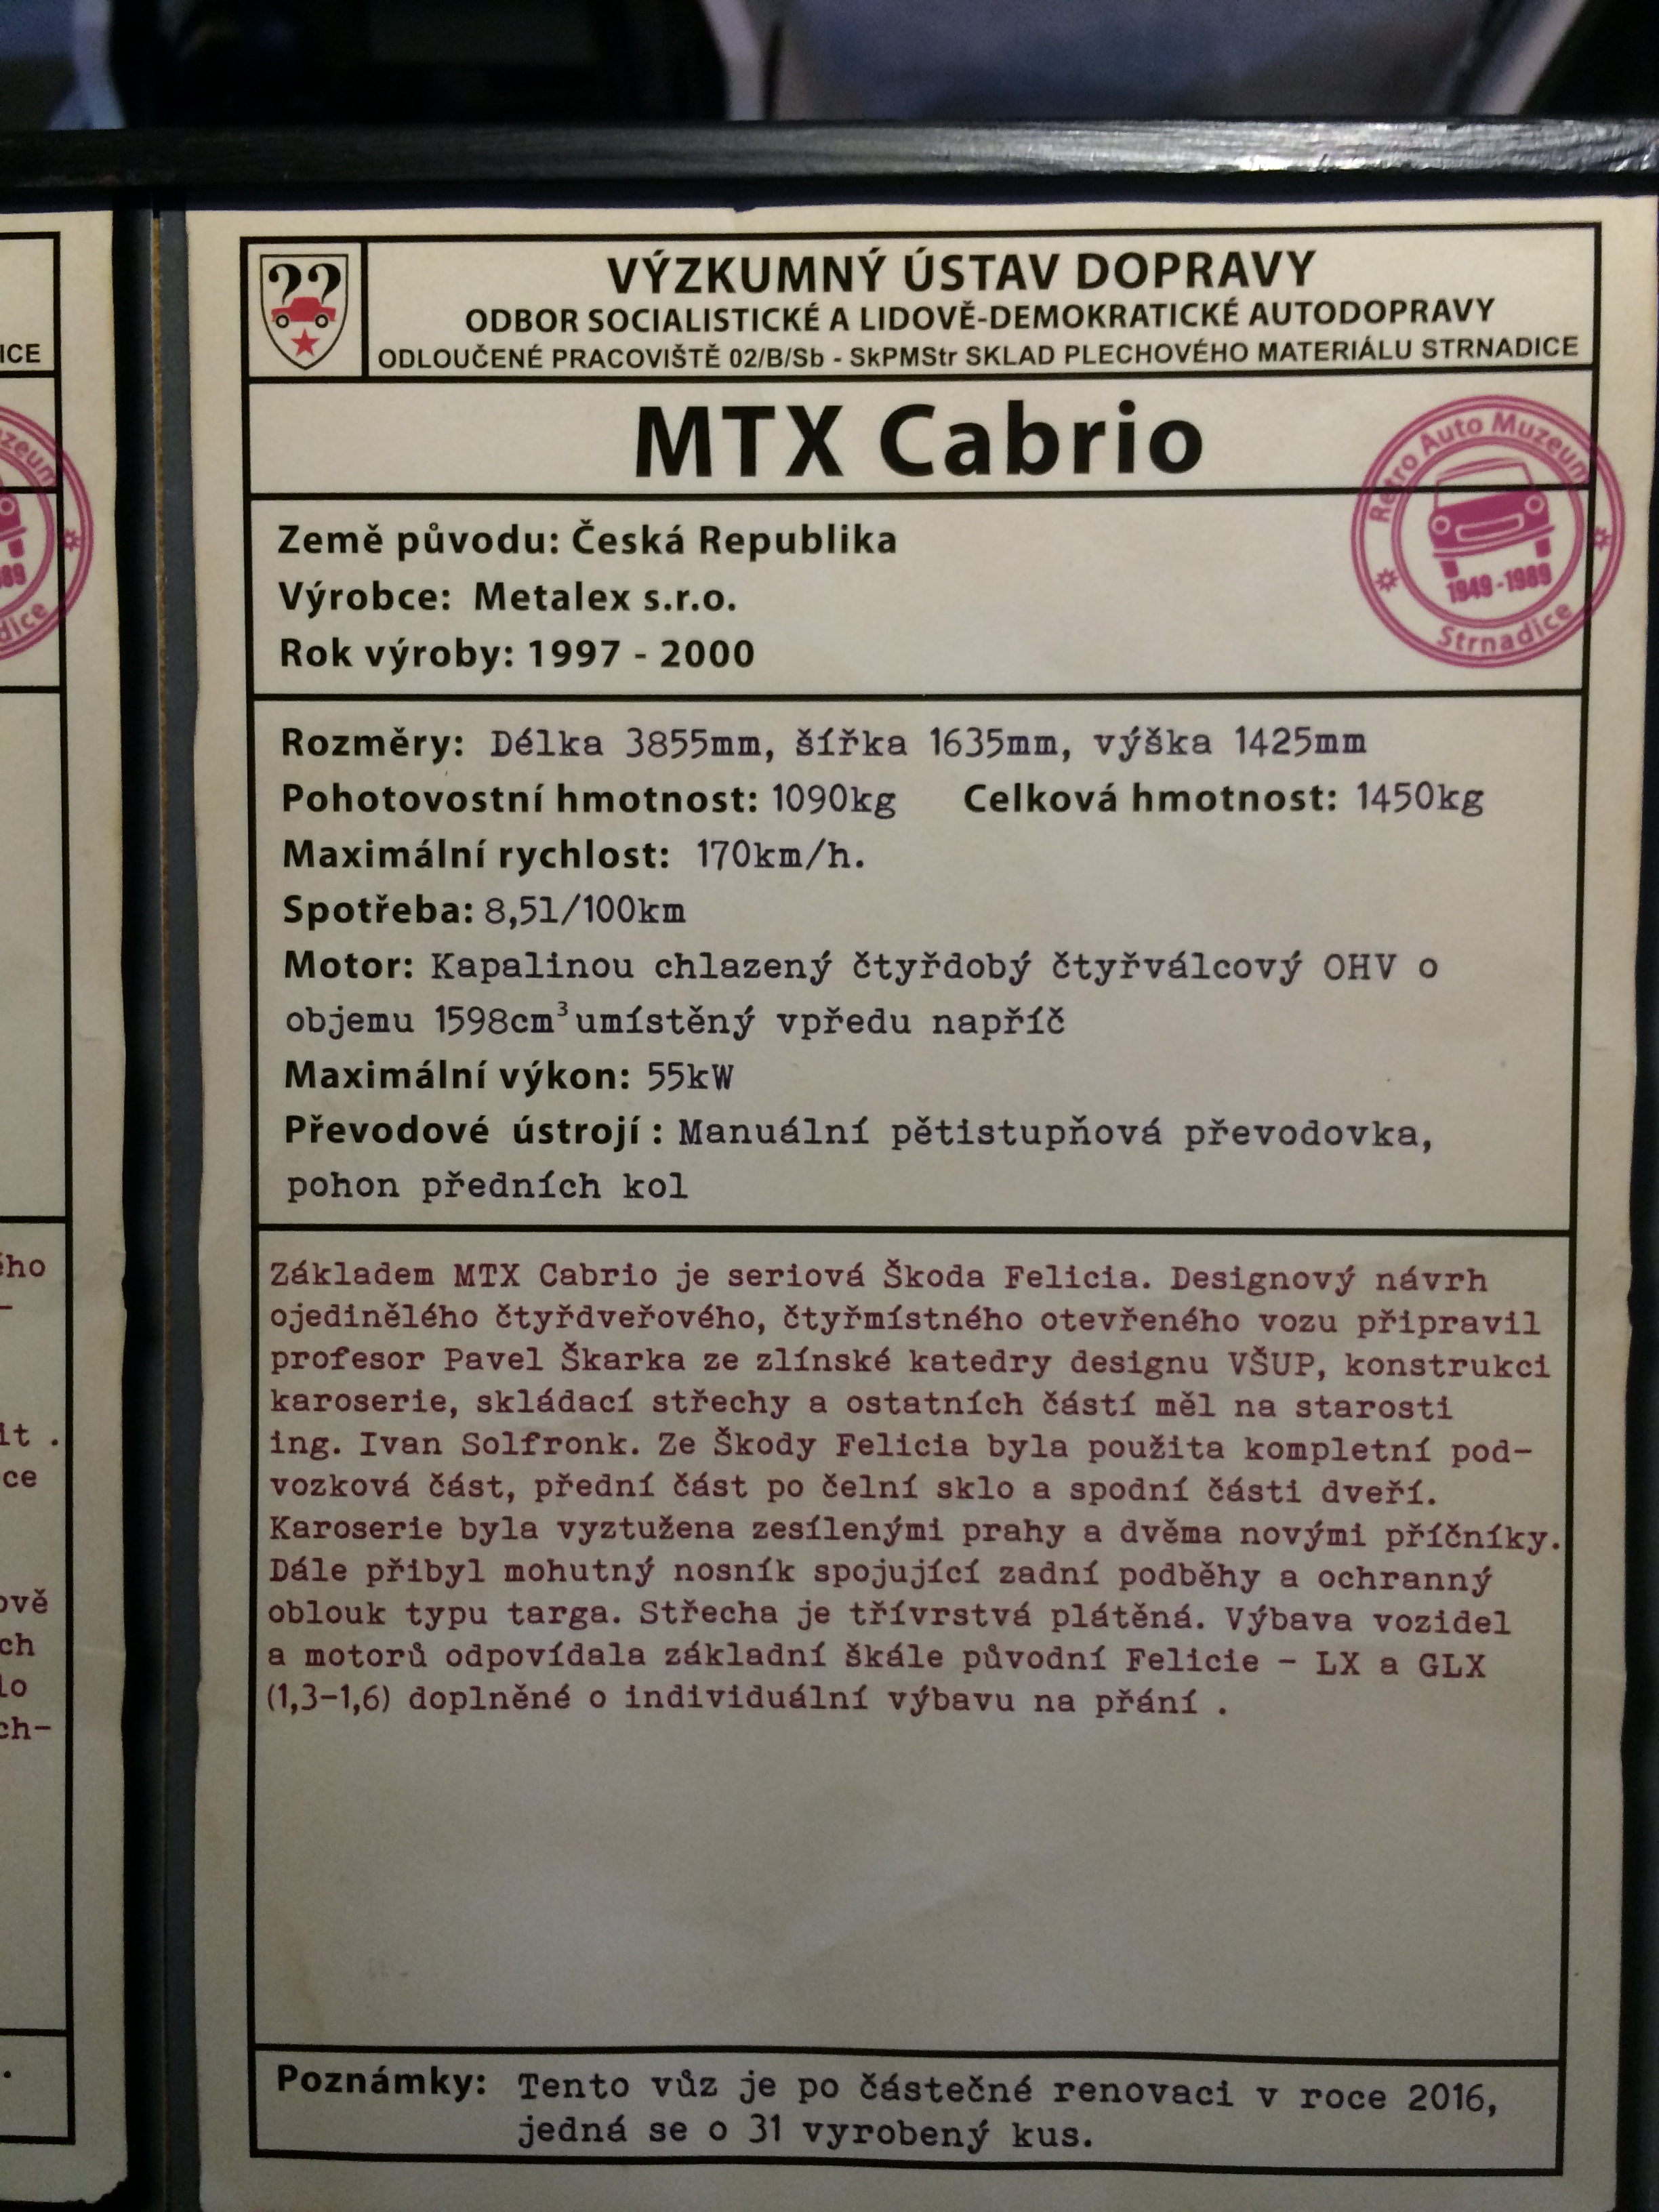 ??
VÝZKUMNÝ ÚSTAV DOPRAVY
ODBOR SOCIALISTICKÉ A LIDOVĚ-DEMOKRATICKÉ AUTODOPRAVY
ODLOUČENÉ PRACOVIŠTĚ 02/B/Sb - SkPMStr SKLAD PLECHOVÉHO MATERIÁLU STRNADICE
MTX Cabrio
Retro Auto Muzeum
1949-1989
Strnadice
Země původu: Česká Republika
Výrobce: Metalex s.r.o.
Rok výroby: 1997 - 2000
Rozměry: Délka 3855mm, šířka 1635mm, výška 1425mm
Pohotovostní hmotnost: 1090kg Celková hmotnost: 1450kg
Maximální rychlost: 170km/h.
Spotřeba: 8,5l/100km
Motor: Kapalinou chlazený čtyřdobý čtyřválcový OHV o
objemu 1598cm³ umístěný vpředu napříč
Maximální výkon: 55kW
Převodové ústrojí: Manuální pětistupňová převodovka,
pohon předních kol
Základem MTX Cabrio je seriová Škoda Felicia. Designový návrh
ojedinělého čtyřdveřového, čtyřmístného otevřeného vozu připravil
profesor Pavel Škarka ze zlínské katedry designu VŠUP, konstrukci
karoserie, skládací střechy a ostatních částí měl na starosti
ing. Ivan Solfronk. Ze Škody Felicia byla použita kompletní pod-
vozková část, přední část po čelní sklo a spodní části dveří.
Karoserie byla vyztužena zesílenými prahy a dvěma novými příčníky.
Dále přibyl mohutný nosník spojující zadní podběhy a ochranný
oblouk typu targa. Střecha je třívrstvá plátěná. Výbava vozidel
a motorů odpovídala základní škále původní Felicie - LX a GLX
(1,3-1,6) doplněné o individuální výbavu na přání .
Poznámky: Tento vůz je po částečné renovaci v roce 2016,
jedná se o 31 vyrobený kus.